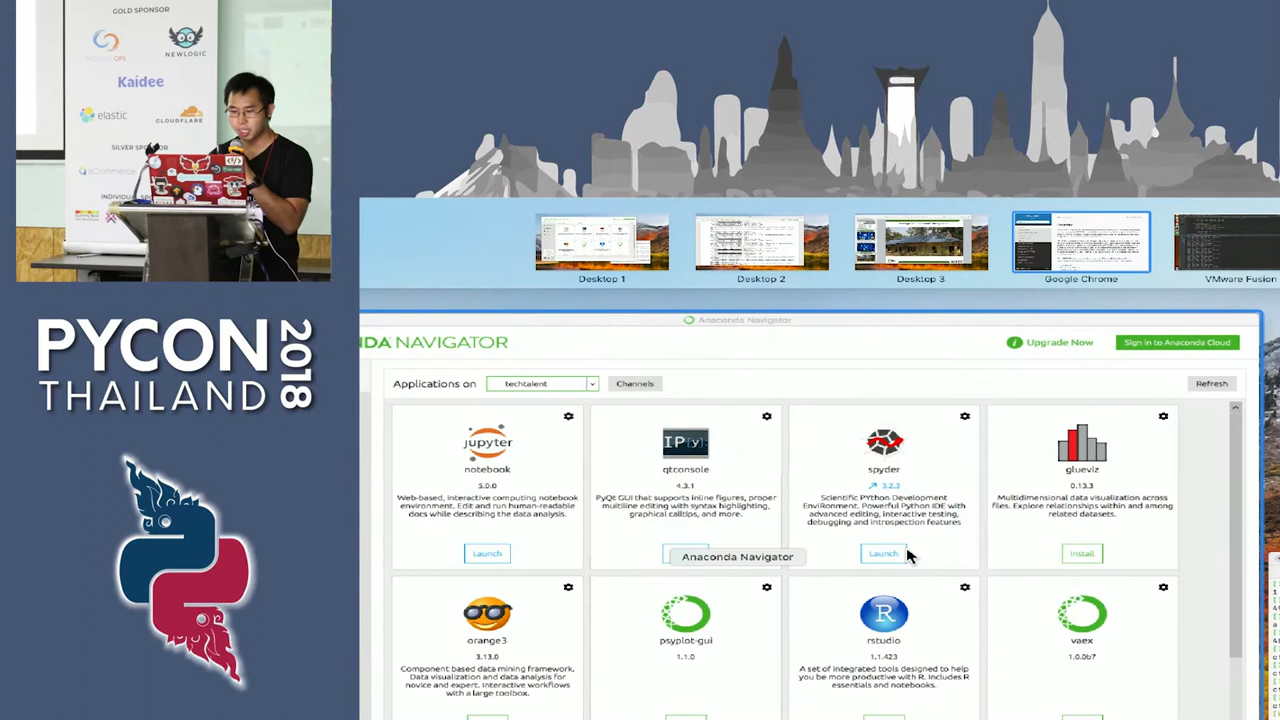 GOLD SPONSOR
NEWLOGIC
Kaidee
elastic
CLOUDFLARE
SILVER SPONSOR
aCommerce
PYCON
THAILAND
2018
Desktop 1
Desktop 2
Desktop 3
Google Chrome
VMware Fusion
Anaconda Navigator
DA NAVIGATOR
Upgrade Now
Sign in to Anaconda Cloud
Applications on
techtalent
Channels
Refresh
jupyter
notebook
5.0.0
Web-based, interactive computing notebook
environment. Edit and run human-readable
docs while describing the data analysis.
Launch
IP[y]
qtconsole
4.3.1
PyQt GUI that supports inline figures, proper
multiline editing with syntax highlighting,
graphical calltips, and more.
Anaconda Navigator
spyder
3.2.3
Scientific PYthon Development
EnviRonment. Powerful Python IDE with
advanced editing, interactive testing,
debugging and introspection features
Launch
glueviz
0.13.3
Multidimensional data visualization across
files. Explore relationships within and among
related datasets.
Install
orange3
3.13.0
Component based data mining framework.
Data visualization and data analysis for
novice and expert. Interactive workflows
with a large toolbox.
psyplot-gui
1.1.0
R
rstudio
1.1.423
A set of integrated tools designed to help
you be more productive with R. Includes R
essentials and notebooks.
vaex
1.0.0b7